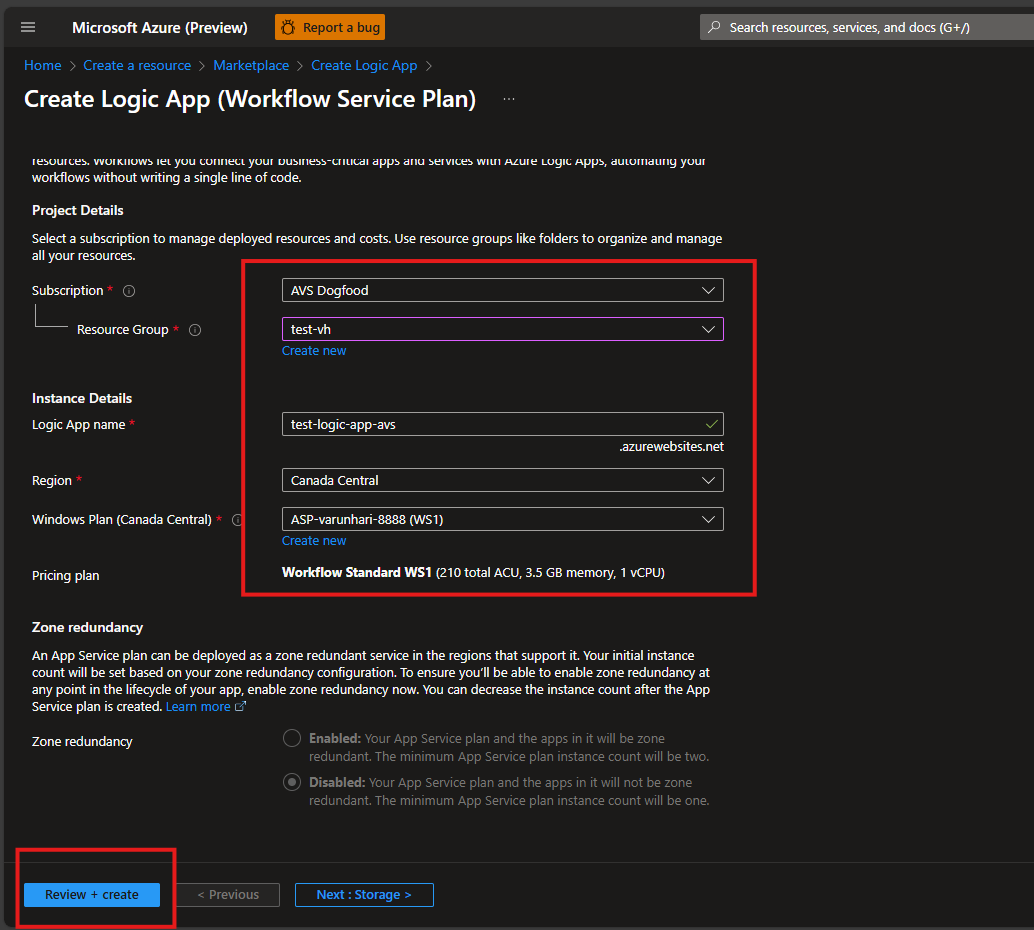 Microsoft Azure (Preview)
Report a bug
Search resources, services, and docs (G+/)
Home > Create a resource > Marketplace > Create Logic App >
Create Logic App (Workflow Service Plan) ...
resources. Workflows let you connect your business-critical apps and services with Azure Logic Apps, automating your
workflows without writing a single line of code.
Project Details
Select a subscription to manage deployed resources and costs. Use resource groups like folders to organize and manage
all your resources.
Subscription *
AVS Dogfood
Resource Group *
test-vh
Create new
Instance Details
Logic App name *
test-logic-app-avs
.azurewebsites.net
Region *
Canada Central
Windows Plan (Canada Central) *
ASP-varunhari-8888 (WS1)
Create new
Pricing plan
Workflow Standard WS1 (210 total ACU, 3.5 GB memory, 1 vCPU)
Zone redundancy
An App Service plan can be deployed as a zone redundant service in the regions that support it. Your initial instance
count will be set based on your zone redundancy configuration. To ensure you'll be able to enable zone redundancy at
any point in the lifecycle of your app, enable zone redundancy now. You can decrease the instance count after the App
Service plan is created. Learn more
Zone redundancy
Enabled: Your App Service plan and the apps in it will be zone
redundant. The minimum App Service plan instance count will be two.
Disabled: Your App Service plan and the apps in it will not be zone
redundant. The minimum App Service plan instance count will be one.
Review + create
< Previous
Next : Storage >